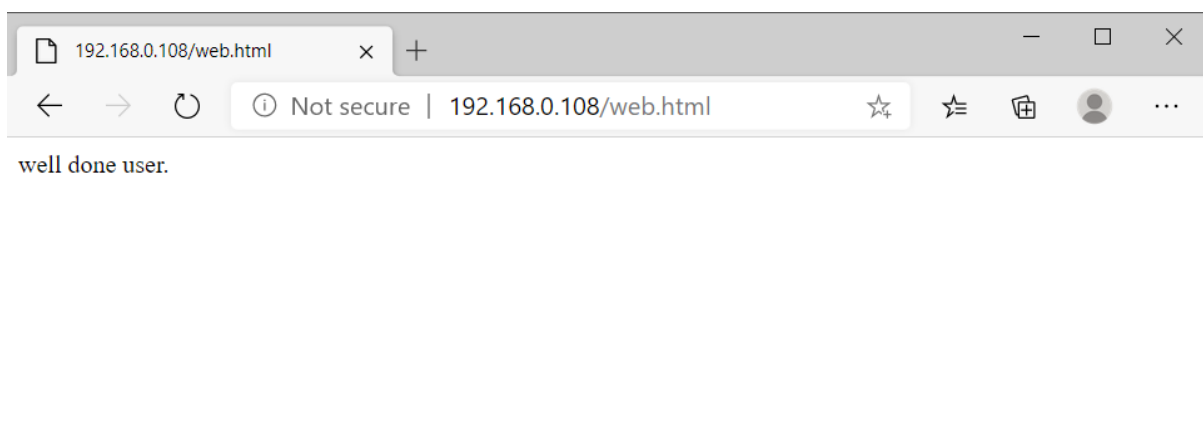 192.168.0.108/web.html
Not secure | 192.168.0.108/web.html
well done user.